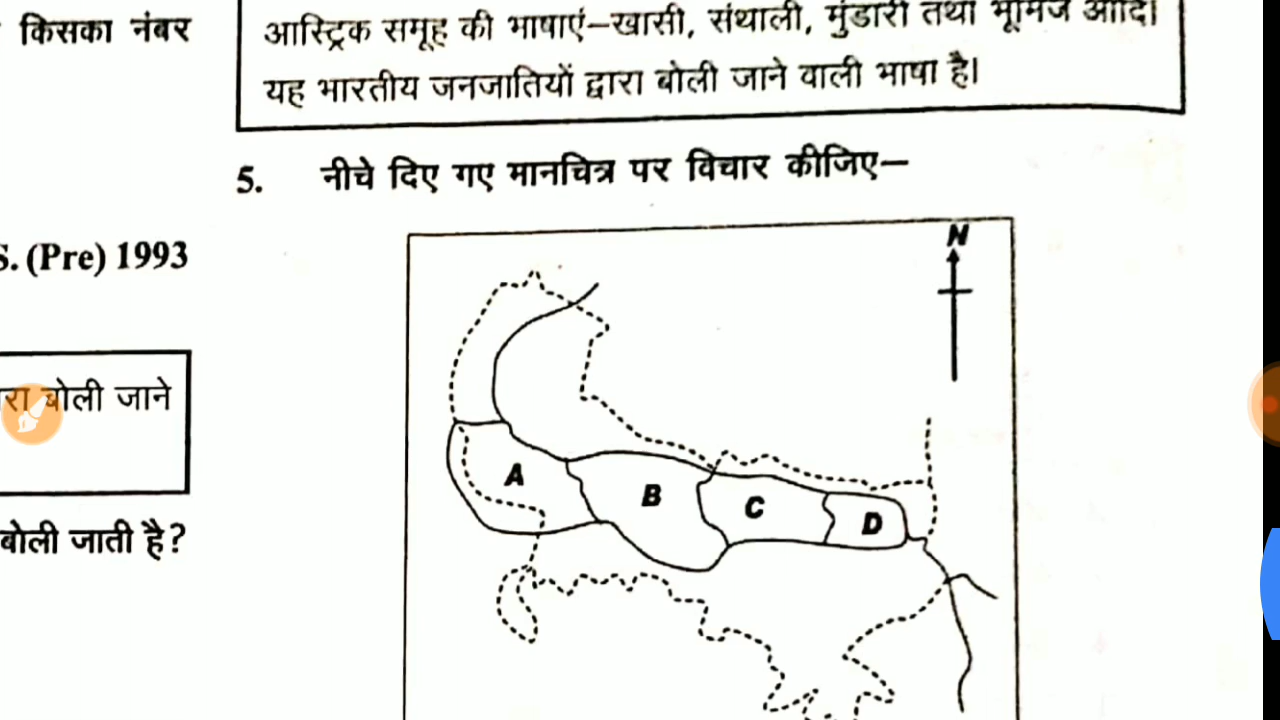 किसका नंबर
आस्ट्रिक समूह की भाषाएं–खासी, संथाली, मुंडारी तथा भूमिज आदि।
यह भारतीय जनजातियों द्वारा बोली जाने वाली भाषा है।
5. नीचे दिए गए मानचित्र पर विचार कीजिए–
S. (Pre) 1993
बोली जाने
बोली जाती है?
N
A
B
C
D